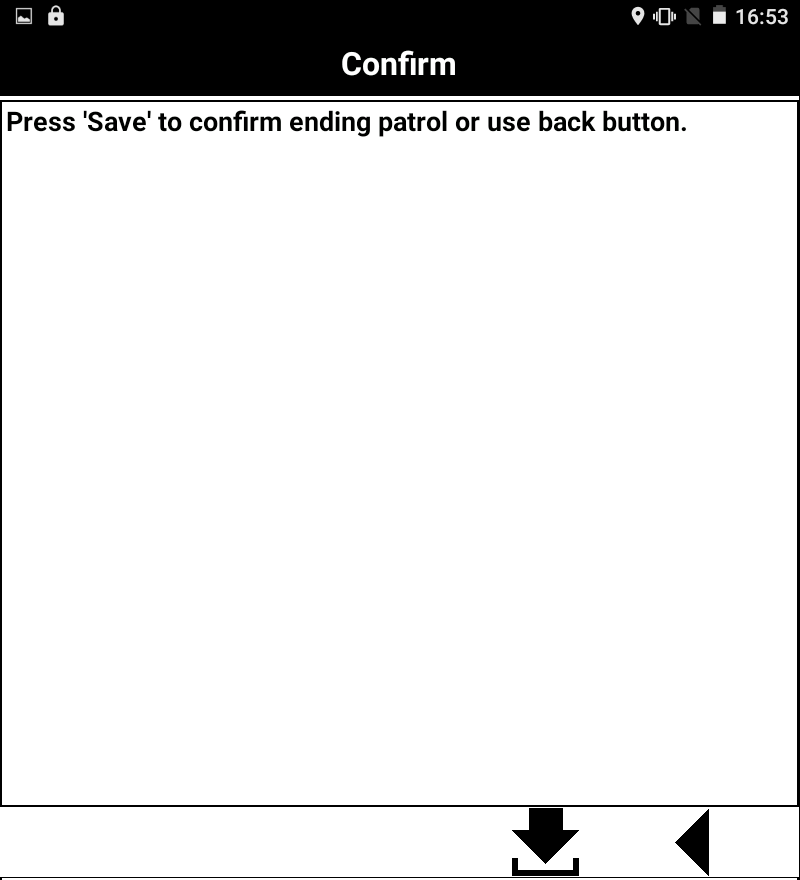 16:53
Confirm
Press 'Save' to confirm ending patrol or use back button.